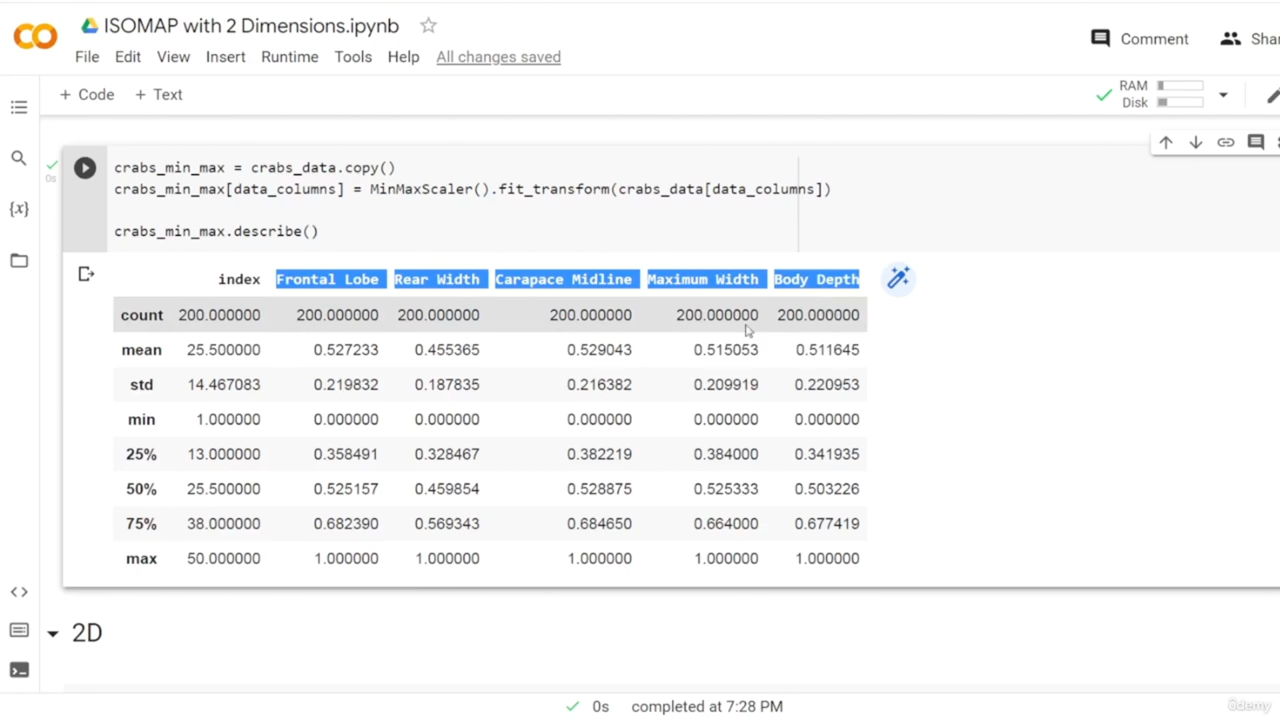 ISOMAP with 2 Dimensions.ipynb
Comment
Shar
File Edit View Insert Runtime Tools Help All changes saved
+ Code + Text
RAM
Disk
crabs_min_max = crabs_data.copy()
crabs_min_max[data_columns] = MinMaxScaler().fit_transform(crabs_data[data_columns])
crabs_min_max.describe()
0s
{x}
index Frontal Lobe Rear Width Carapace Midline Maximum Width Body Depth
count 200.000000 200.000000 200.000000 200.000000 200.000000 200.000000
mean 25.500000 0.527233 0.455365 0.529043 0.515053 0.511645
std 14.467083 0.219832 0.187835 0.216382 0.209919 0.220953
min 1.000000 0.000000 0.000000 0.000000 0.000000 0.000000
25% 13.000000 0.358491 0.328467 0.382219 0.384000 0.341935
50% 25.500000 0.525157 0.459854 0.528875 0.525333 0.503226
75% 38.000000 0.682390 0.569343 0.684650 0.664000 0.677419
max 50.000000 1.000000 1.000000 1.000000 1.000000 1.000000
2D
0s completed at 7:28 PM
ûdemy